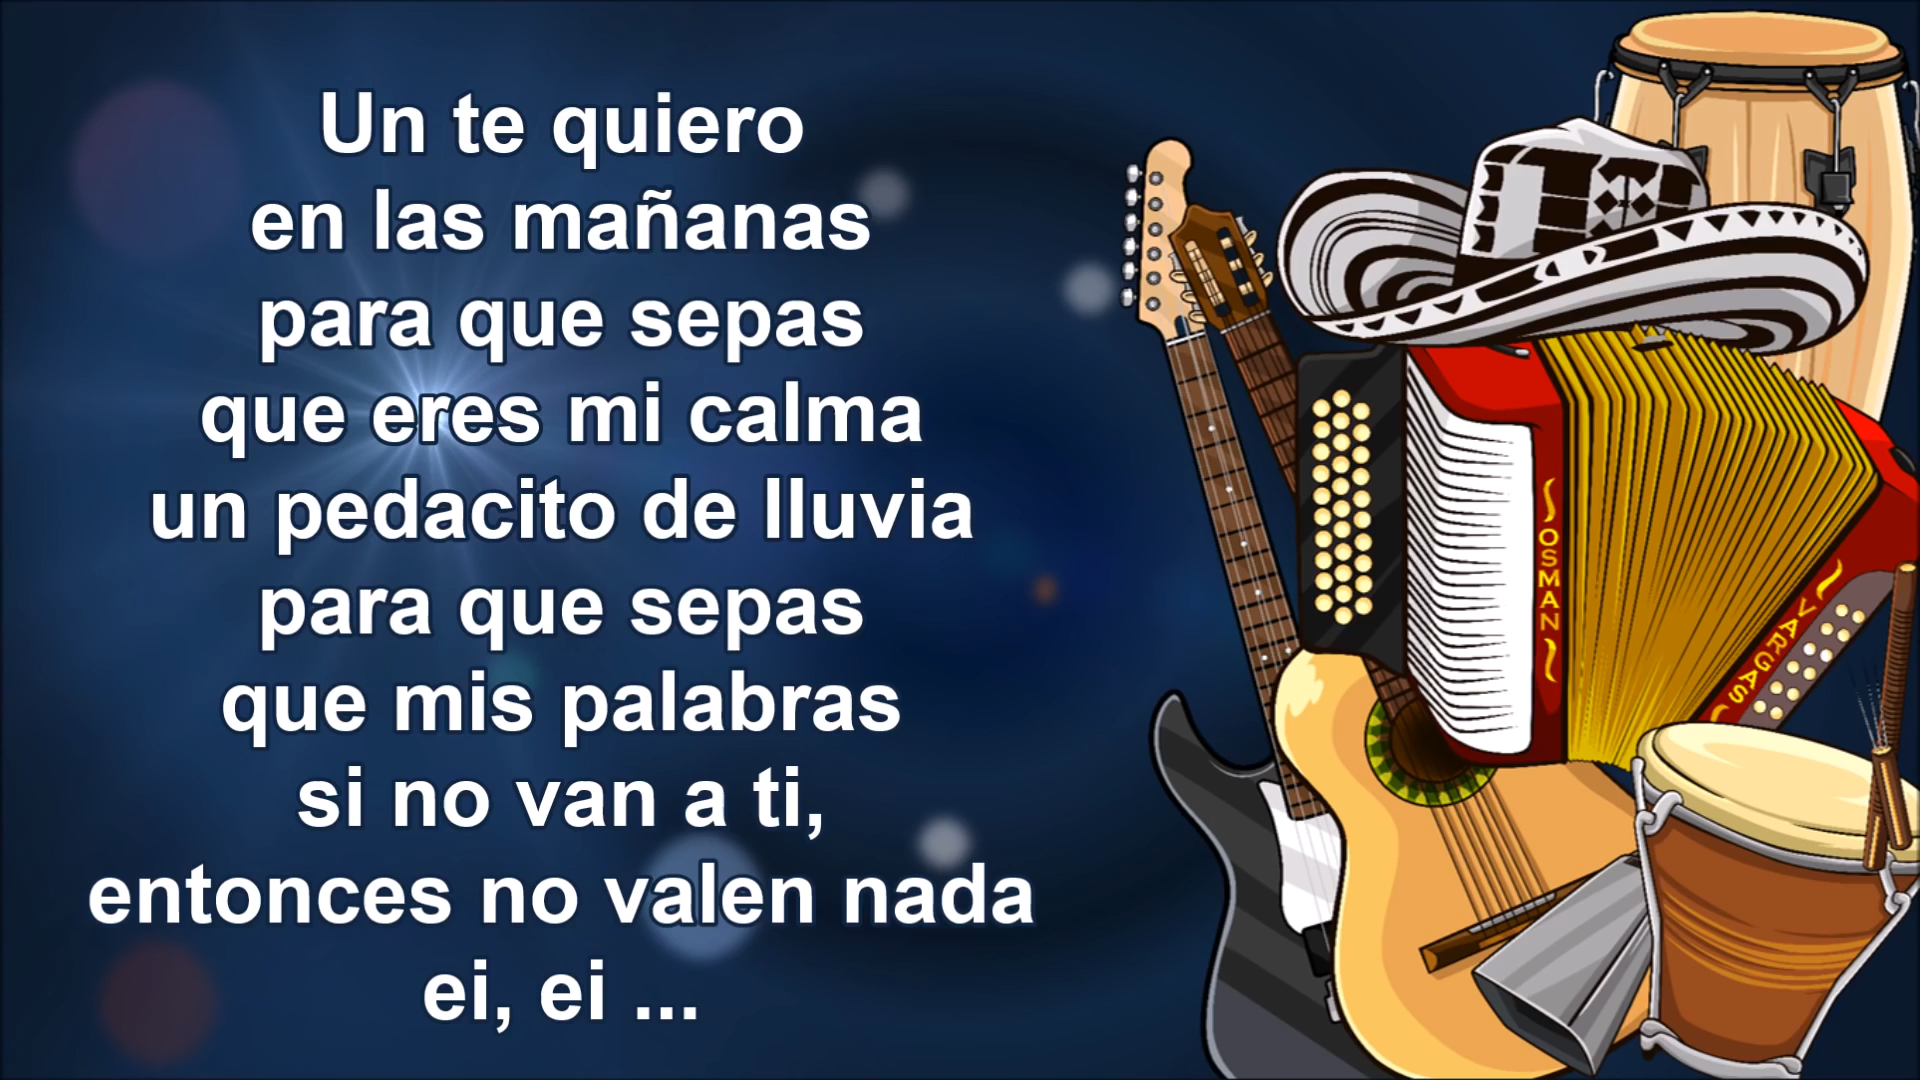 Un te quiero
en las mañanas
para que sepas
que eres mi calma
un pedacito de lluvia
para que sepas
que mis palabras
si no van a ti,
entonces no valen nada
ei, ei ...
OSMAN
VARGAS